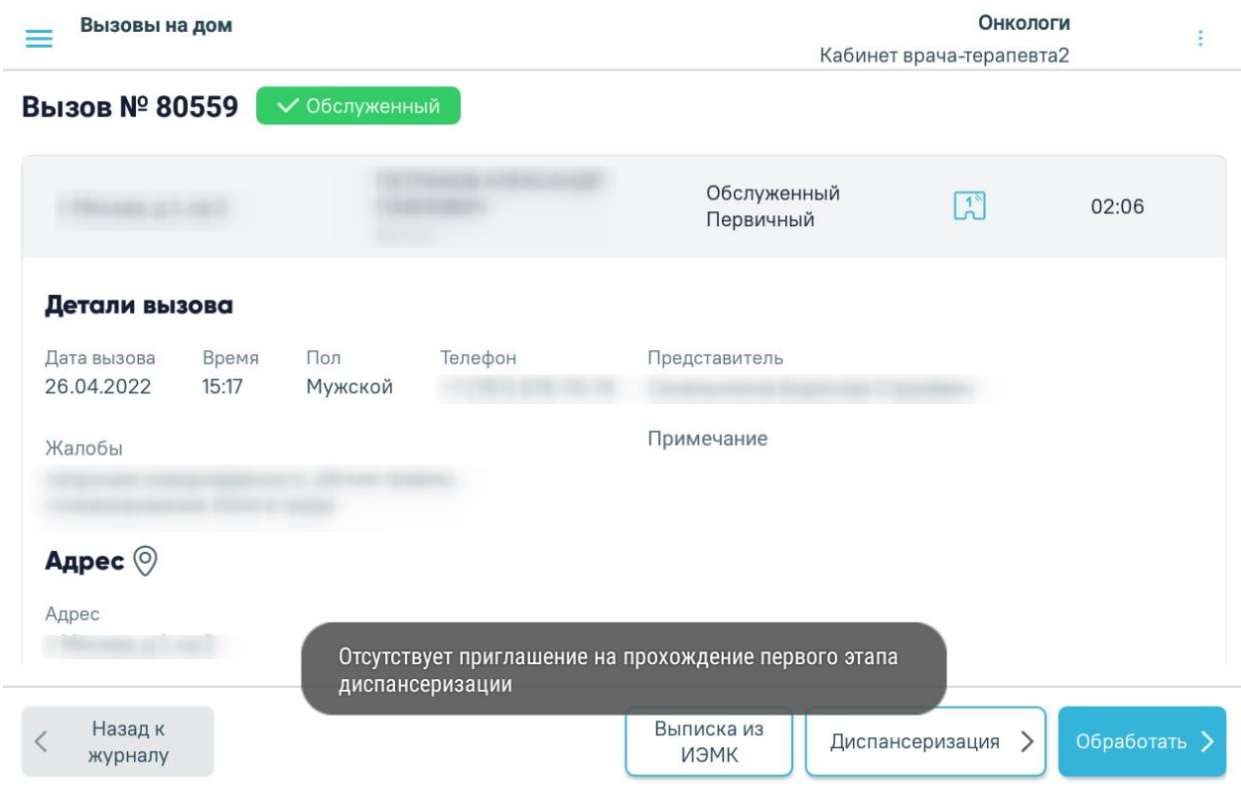 Вызовы на дом
Онкологи
Кабинет врача-терапевта2
Вызов № 80559
Обслуженный
Обслуженный
Первичный
1
02:06
Детали вызова
Дата вызова Время Пол Телефон Представитель
26.04.2022 15:17 Мужской
Жалобы
Примечание
Адрес
Адрес
Отсутствует приглашение на прохождение первого этапа
диспансеризации
Назад к
журналу
Выписка из
ИЭМК
Диспансеризация
Обработать